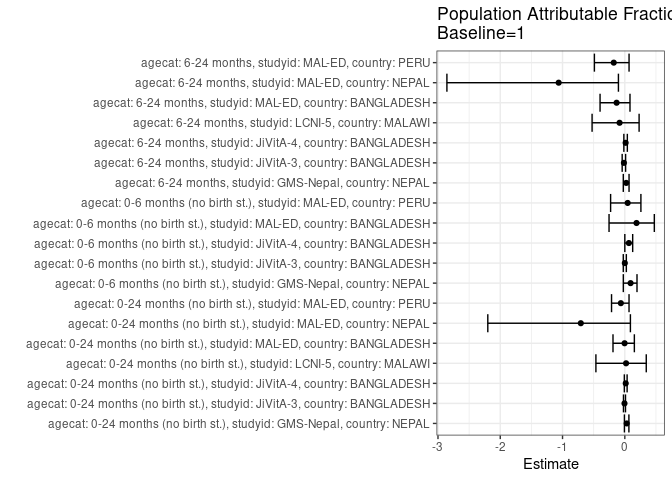 Population Attributable Fractio
Baseline=1
agecat: 6-24 months, studyid: MAL-ED, country: PERU
agecat: 6-24 months, studyid: MAL-ED, country: NEPAL
agecat: 6-24 months, studyid: MAL-ED, country: BANGLADESH
agecat: 6-24 months, studyid: LCNI-5, country: MALAWI
agecat: 6-24 months, studyid: JiVitA-4, country: BANGLADESH
agecat: 6-24 months, studyid: JiVitA-3, country: BANGLADESH
agecat: 6-24 months, studyid: GMS-Nepal, country: NEPAL
agecat: 0-6 months (no birth st.), studyid: MAL-ED, country: PERU
agecat: 0-6 months (no birth st.), studyid: MAL-ED, country: BANGLADESH
agecat: 0-6 months (no birth st.), studyid: JiVitA-4, country: BANGLADESH
agecat: 0-6 months (no birth st.), studyid: JiVitA-3, country: BANGLADESH
agecat: 0-6 months (no birth st.), studyid: GMS-Nepal, country: NEPAL
agecat: 0-24 months (no birth st.), studyid: MAL-ED, country: PERU
agecat: 0-24 months (no birth st.), studyid: MAL-ED, country: NEPAL
agecat: 0-24 months (no birth st.), studyid: MAL-ED, country: BANGLADESH
agecat: 0-24 months (no birth st.), studyid: LCNI-5, country: MALAWI
agecat: 0-24 months (no birth st.), studyid: JiVitA-4, country: BANGLADESH
agecat: 0-24 months (no birth st.), studyid: JiVitA-3, country: BANGLADESH
agecat: 0-24 months (no birth st.), studyid: GMS-Nepal, country: NEPAL
-3 -2 -1 0
Estimate